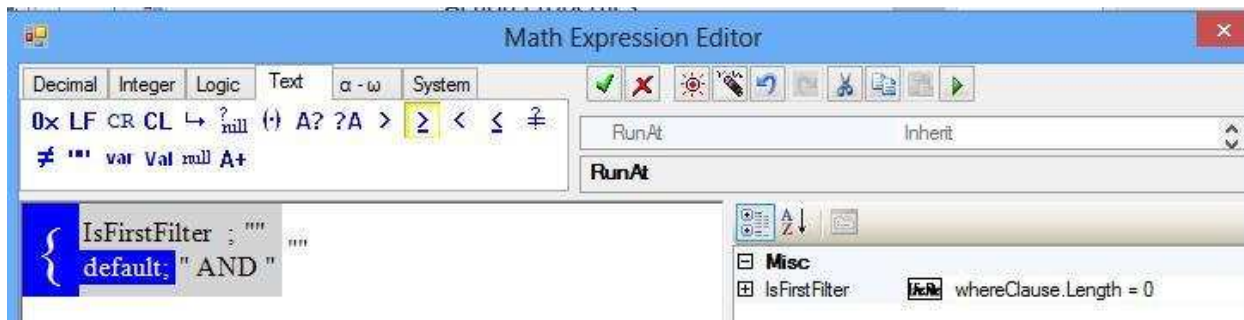 Math Expression Editor
Decimal Integer Logic Text α - ω System
0x LF CR CL ↵ ?null (·) A? ?A > ≥ < ≤ ≟
≠ "" var Val null A+
RunAt Inherit
RunAt
IsFirstFilter ; "" ""
default; " AND "
Misc
IsFirstFilter whereClause.Length = 0